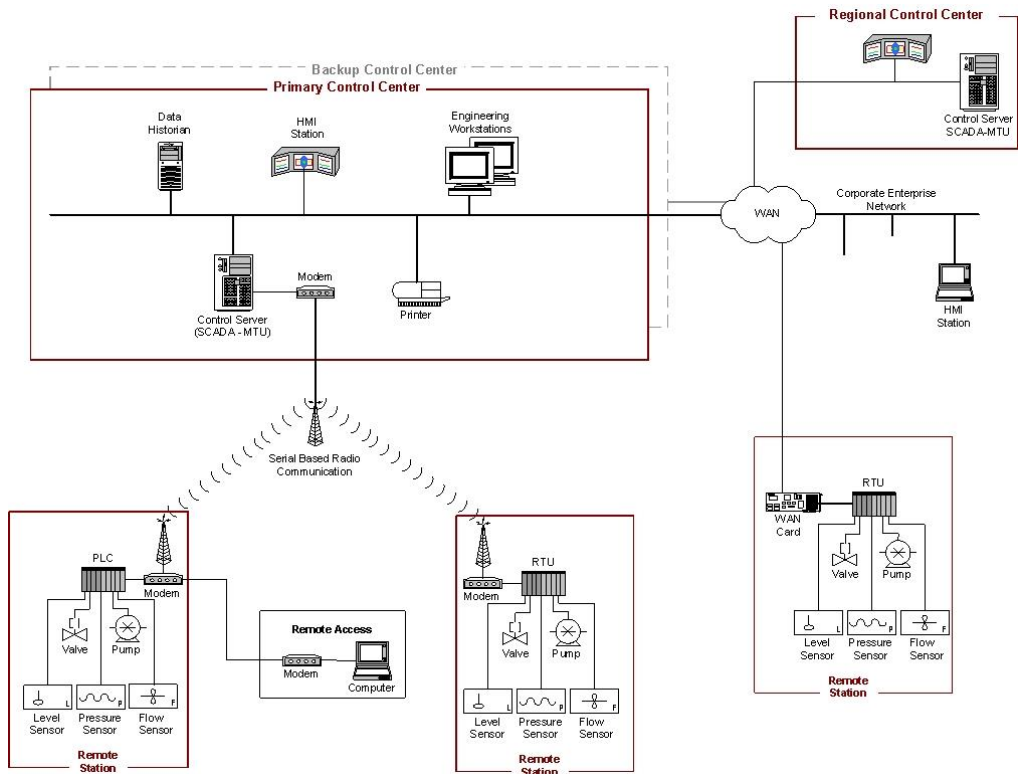 Regional Control Center
Control Server
SCADA-MTU
Backup Control Center
Primary Control Center
Data
Historian
HMI
Station
Engineering
Workstations
Control Server
(SCADA - MTU)
Modem
Printer
WAN
Corporate Enterprise
Network
HMI
Station
Serial Based Radio
Communication
PLC
Modem
Valve
Pump
L
P
F
Level
Sensor
Pressure
Sensor
Flow
Sensor
Remote
Station
Remote Access
Modem
Computer
RTU
Modem
Valve
Pump
L
P
F
Level
Sensor
Pressure
Sensor
Flow
Sensor
Remote
Station
RTU
WAN
Card
Valve
Pump
L
P
F
Level
Sensor
Pressure
Sensor
Flow
Sensor
Remote
Station